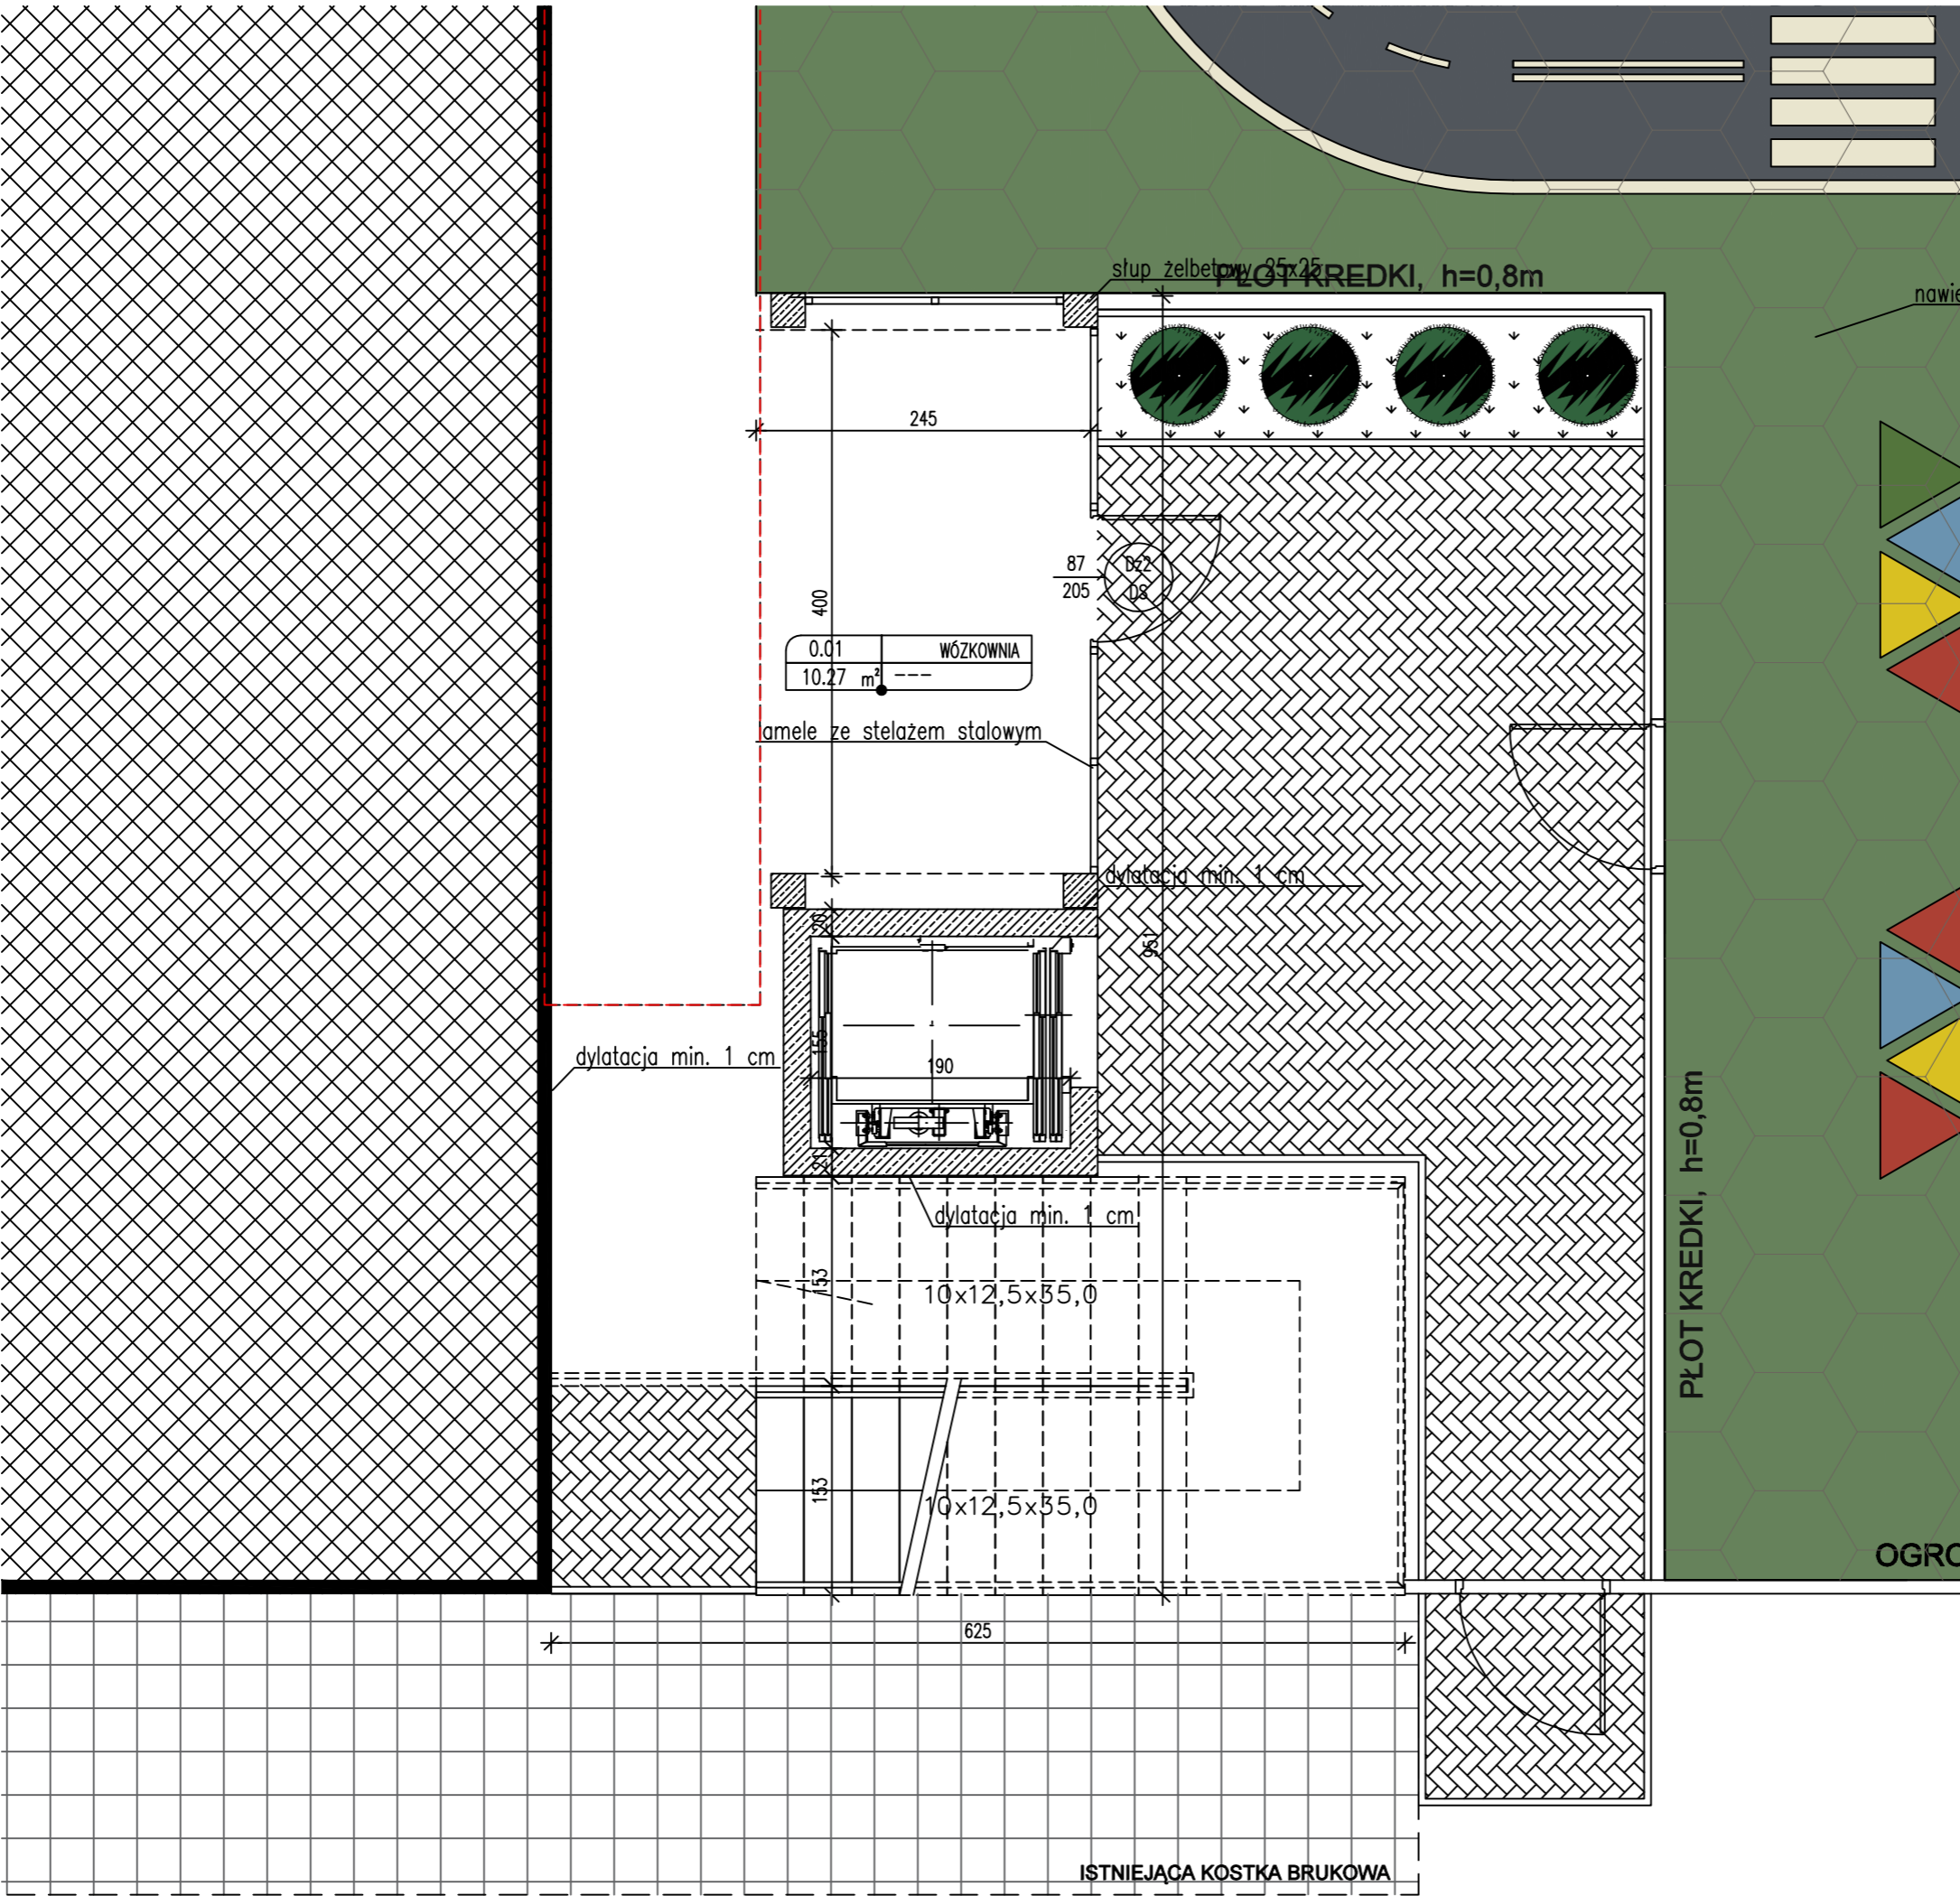 słup żelbetowy 25x25
PŁOT KREDKI, h=0,8m
nawie
245
87
205
Dz2
D8
400
0.01 WÓZKOWNIA
10.27 m² ---
lamele ze stelażem stalowym
dylatacja min. 1 cm
20
951
155
190
dylatacja min. 1 cm
21
dylatacja min. 1 cm
153
10x12,5x35,0
PŁOT KREDKI, h=0,8m
153
10x12,5x35,0
OGRO
625
ISTNIEJĄCA KOSTKA BRUKOWA